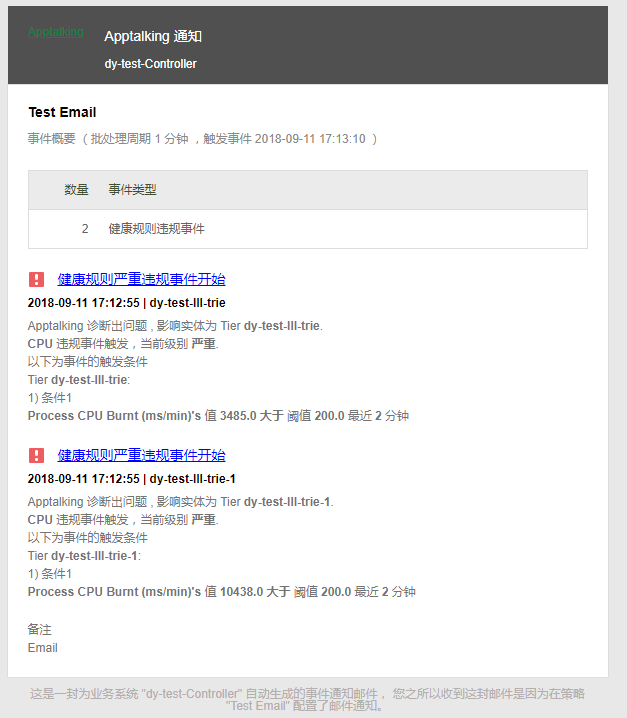 Apptalking
Apptalking 通知
dy-test-Controller
Test Email
事件概要 （ 批处理周期 1 分钟 ，触发事件 2018-09-11 17:13:10 ）
数量 事件类型
2 健康规则违规事件
健康规则严重违规事件开始
2018-09-11 17:12:55 | dy-test-III-trie
Apptalking 诊断出问题 , 影响实体为 Tier dy-test-III-trie.
CPU 违规事件触发，当前级别 严重.
以下为事件的触发条件
Tier dy-test-III-trie:
1) 条件1
Process CPU Burnt (ms/min)'s 值 3485.0 大于 阈值 200.0 最近 2 分钟
健康规则严重违规事件开始
2018-09-11 17:12:55 | dy-test-III-trie-1
Apptalking 诊断出问题 , 影响实体为 Tier dy-test-III-trie-1.
CPU 违规事件触发，当前级别 严重.
以下为事件的触发条件
Tier dy-test-III-trie-1:
1) 条件1
Process CPU Burnt (ms/min)'s 值 10438.0 大于 阈值 200.0 最近 2 分钟
备注
Email
这是一封为业务系统 "dy-test-Controller" 自动生成的事件通知邮件， 您之所以收到这封邮件是因为在策略
"Test Email" 配置了邮件通知。